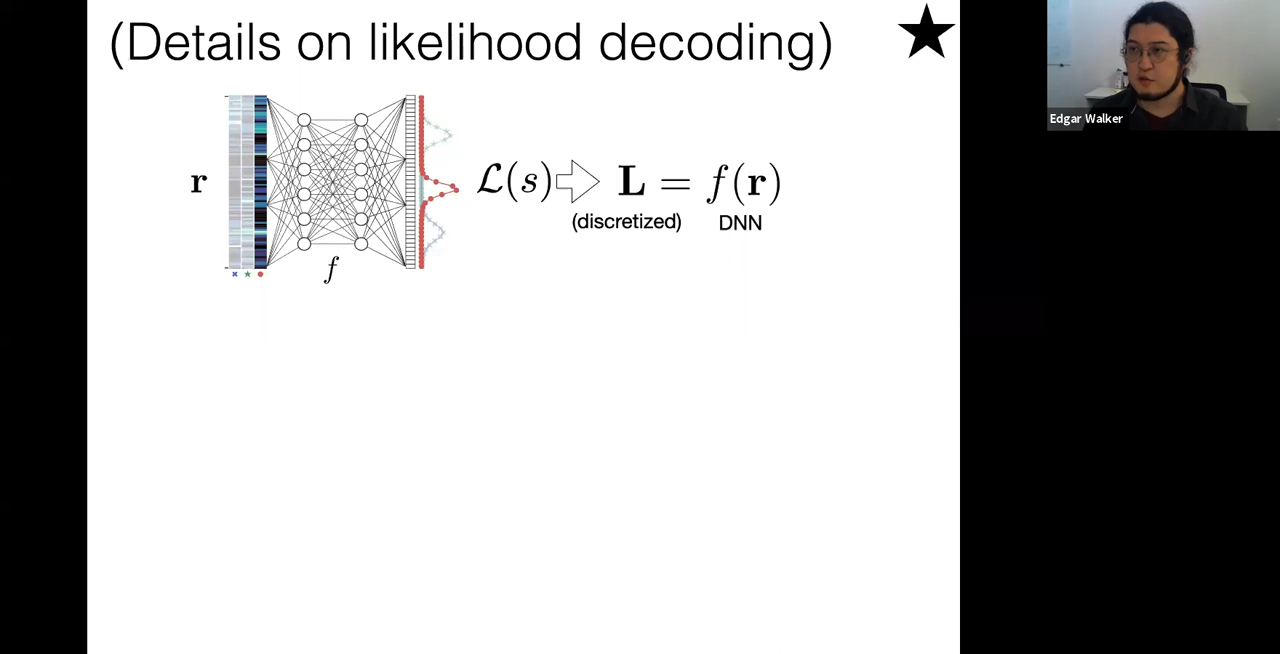 (Details on likelihood decoding)
r
f
ℒ(s) ⇨ L = f(r)
(discretized) DNN
Edgar Walker